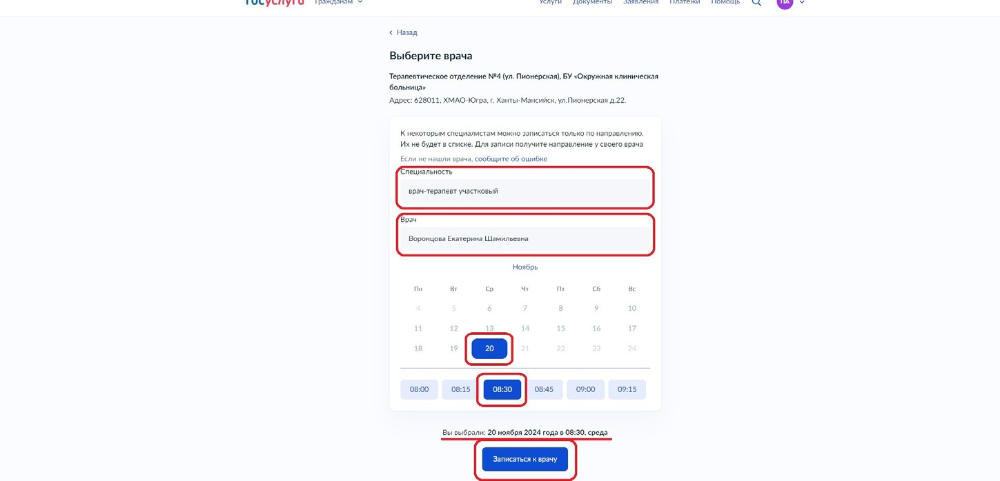 госуслуги Гражданам Услуги Документы Заявления Платежи Помощь ПА
Назад
Выберите врача
Терапевтическое отделение №4 (ул. Пионерская), БУ «Окружная клиническая
больница»
Адрес: 628011, ХМАО-Югра, г. Ханты-Мансийск, ул.Пионерская д.22.
К некоторым специалистам можно записаться только по направлению.
Их не будет в списке. Для записи получите направление у своего врача
Если не нашли врача, сообщите об ошибке
Специальность
врач-терапевт участковый
Врач
Воронцова Екатерина Шамильевна
Ноябрь
Пн Вт Ср Чт Пт Сб Вс
4 5 6 7 8 9 10
11 12 13 14 15 16 17
18 19 20 21 22 23 24
08:00 08:15 08:30 08:45 09:00 09:15
Вы выбрали: 20 ноября 2024 года в 08:30, среда
Записаться к врачу